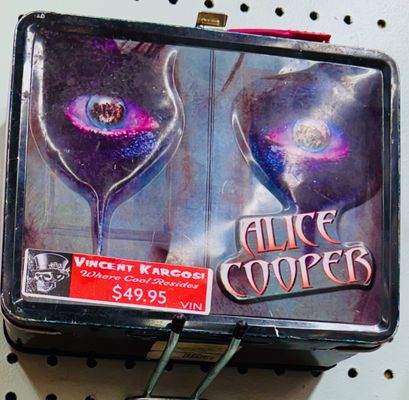 ALICE
COOPER
VINCENT KARGOSI
Where Cool Resides
$49.95
VIN